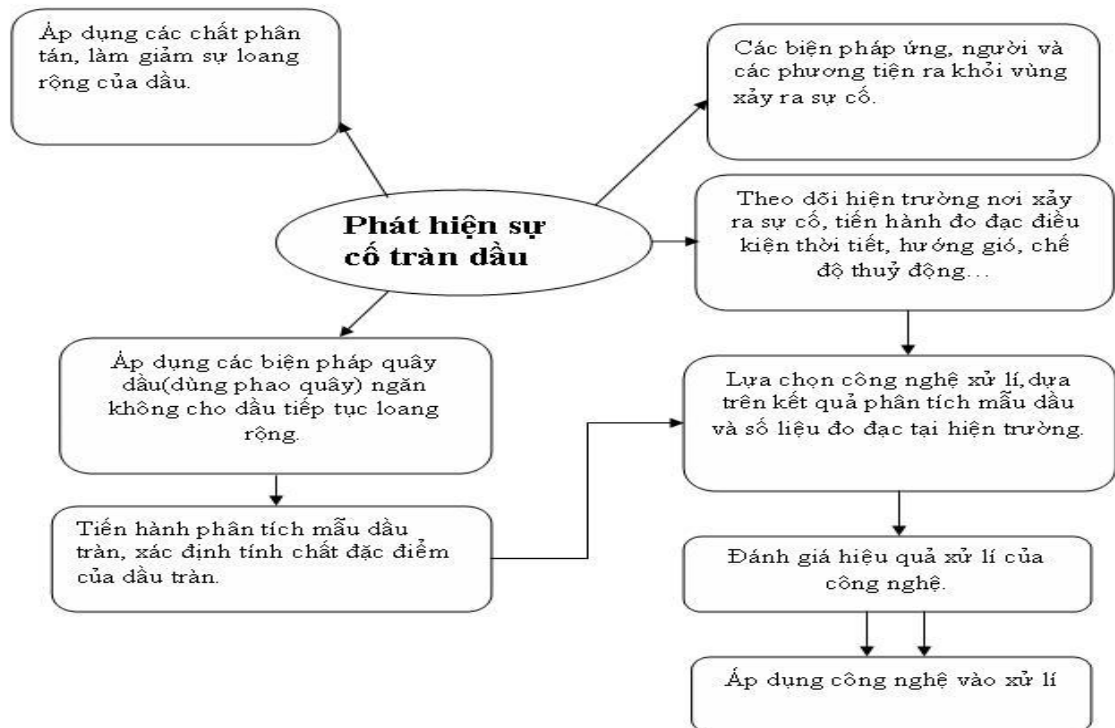 Áp dụng các chất phân
tán, làm giảm sự loang
rộng của dầu.
Các biện pháp ứng, người và
các phương tiện ra khỏi vùng
xảy ra sự cố.
Phát hiện sự
cố tràn dầu
Theo dõi hiện trường nơi xảy
ra sự cố, tiến hành đo đạc điều
kiện thời tiết, hướng gió, chế
độ thuỷ động...
Áp dụng các biện pháp quây
dầu(dùng phao quây) ngăn
không cho dầu tiếp tục loang
rộng.
Lựa chọn công nghệ xử lí,dựa
trên kết quả phân tích mẫu dầu
và số liệu đo đạc tại hiện trường.
Tiến hành phân tích mẫu dầu
tràn, xác định tính chất đặc điểm
của dầu tràn.
Đánh giá hiệu quả xử lí của
công nghệ.
Ấp dụng công nghệ vào xử lí